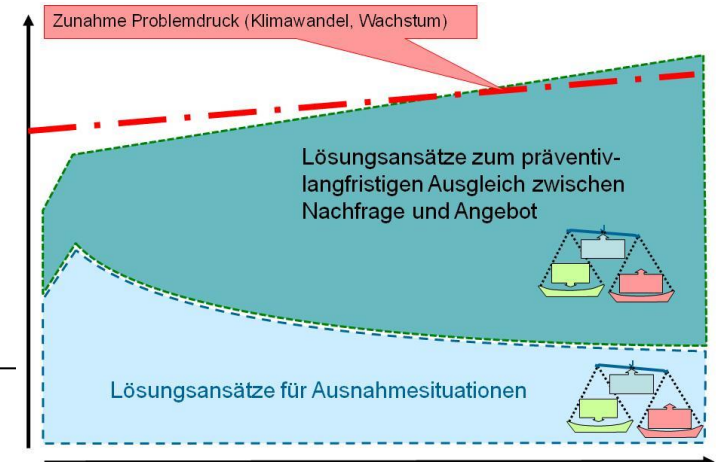 Zunahme Problemdruck (Klimawandel, Wachstum)
Lösungsansätze zum präventiv-
langfristigen Ausgleich zwischen
Nachfrage und Angebot
Lösungsansätze für Ausnahmesituationen